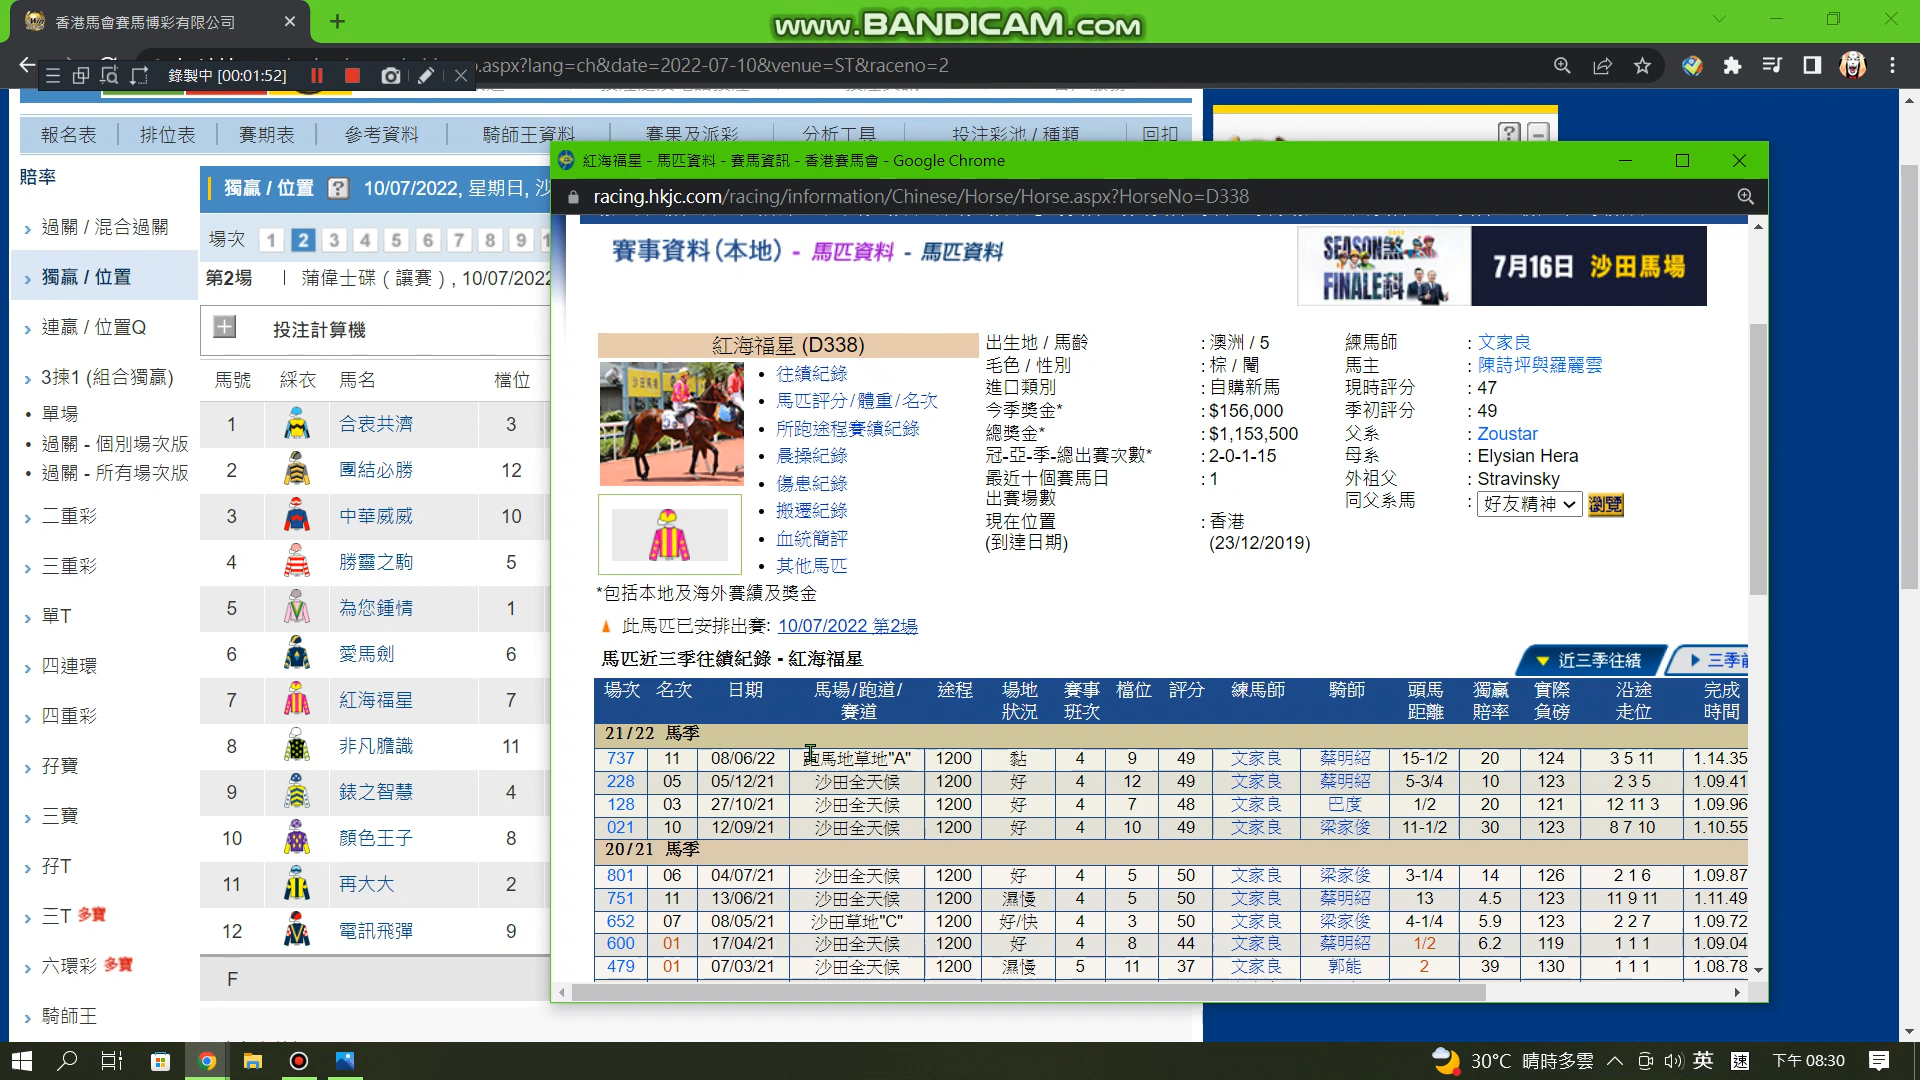 香港馬會賽馬博彩有限公司
www.BANDICAM.com
錄製中 [00:01:52]
.aspx?lang=ch&date=2022-07-10&venue=ST&raceno=2
報名表 排位表 賽期表 參考資料 騎師王資料 賽果及派彩 分析工具 投注彩池 / 種類 回扣
賠率
過關 / 混合過關
獨贏 / 位置
連贏 / 位置Q
3揀1 (組合獨贏)
單場
過關 - 個別場次版
過關 - 所有場次版
二重彩
三重彩
單T
四連環
四重彩
孖寶
三寶
孖T
三T 多寶
六環彩 多寶
騎師王
獨贏 / 位置 ? 10/07/2022, 星期日, 沙
場次 1 2 3 4 5 6 7 8 9 1
第2場 | 蒲偉士碟 ( 讓賽 ) , 10/07/2022
投注計算機
馬號 綵衣 馬名 檔位
1 合衷共濟 3
2 團結必勝 12
3 中華威威 10
4 勝靈之駒 5
5 為您鍾情 1
6 愛馬劍 6
7 紅海福星 7
8 非凡膽識 11
9 錶之智慧 4
10 顏色王子 8
11 再大大 2
12 電訊飛彈 9
F
紅海福星 - 馬匹資料 - 賽馬資訊 - 香港賽馬會 - Google Chrome
racing.hkjc.com/racing/information/Chinese/Horse/Horse.aspx?HorseNo=D338
賽事資料(本地) - 馬匹資料 - 馬匹資料
SEASON煞
FINALE科
7月16日 沙田馬場
紅海福星 (D338)
往績紀錄
馬匹評分/體重/名次
所跑途程賽績紀錄
晨操紀錄
傷患紀錄
搬遷紀錄
血統簡評
其他馬匹
出生地 / 馬齡 : 澳洲 / 5
毛色 / 性別 : 棕 / 閹
進口類別 : 自購新馬
今季獎金* : $156,000
總獎金* : $1,153,500
冠-亞-季-總出賽次數* : 2-0-1-15
最近十個賽馬日
出賽場數 : 1
現在位置
(到達日期) : 香港
(23/12/2019)
練馬師 : 文家良
馬主 : 陳詩坪與羅麗雲
現時評分 : 47
季初評分 : 49
父系 : Zoustar
母系 : Elysian Hera
外祖父 : Stravinsky
同父系馬 : 好友精神 瀏覽
*包括本地及海外賽績及獎金
此馬匹已安排出賽: 10/07/2022 第2場
馬匹近三季往績紀錄 - 紅海福星
近三季往績 三季前
場次 名次 日期 馬場/跑道/賽道 途程 場地狀況 賽事班次 檔位 評分 練馬師 騎師 頭馬距離 獨贏賠率 實際負磅 沿途走位 完成時間
21/22 馬季
737 11 08/06/22 跑馬地草地"A" 1200 黏 4 9 49 文家良 蔡明紹 15-1/2 20 124 3 5 11 1.14.35
228 05 05/12/21 沙田全天候 1200 好 4 12 49 文家良 蔡明紹 5-3/4 10 123 2 3 5 1.09.41
128 03 27/10/21 沙田全天候 1200 好 4 7 48 文家良 巴度 1/2 20 121 12 11 3 1.09.96
021 10 12/09/21 沙田全天候 1200 好 4 10 49 文家良 梁家俊 11-1/2 30 123 8 7 10 1.10.55
20/21 馬季
801 06 04/07/21 沙田全天候 1200 好 4 5 50 文家良 梁家俊 3-1/4 14 126 2 1 6 1.09.87
751 11 13/06/21 沙田全天候 1200 濕慢 4 5 50 文家良 蔡明紹 13 4.5 123 11 9 11 1.11.49
652 07 08/05/21 沙田草地"C" 1200 好/快 4 3 50 文家良 梁家俊 4-1/4 5.9 123 2 2 7 1.09.72
600 01 17/04/21 沙田全天候 1200 好 4 8 44 文家良 蔡明紹 1/2 6.2 119 1 1 1 1.09.04
479 01 07/03/21 沙田全天候 1200 濕慢 5 11 37 文家良 郭能 2 39 130 1 1 1 1.08.78
30°C 晴時多雲 英 速 下午 08:30